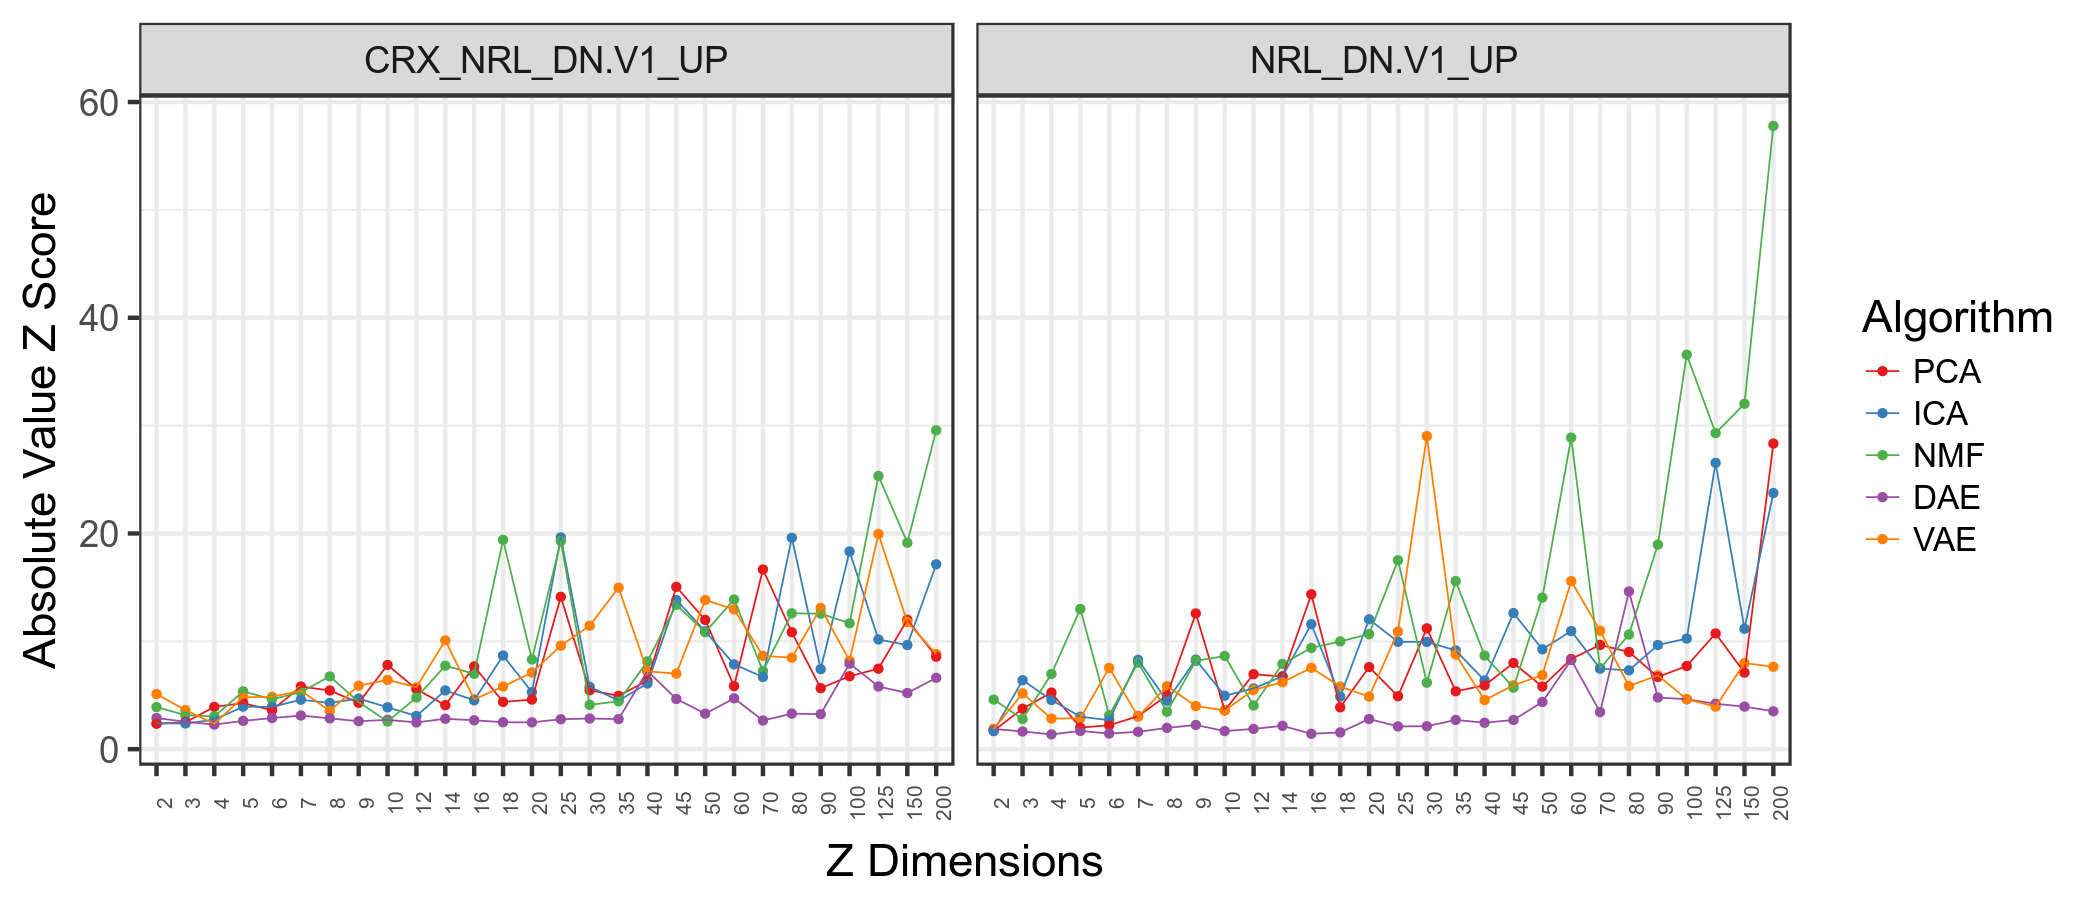 CRX_NRL_DN.V1_UP NRL_DN.V1_UP
60
40
20
0
Absolute Value Z Score
2 3 4 5 6 7 8 9 10 12 14 16 18 20 25 30 35 40 45 50 60 70 80 90 100 125 150 200
2 3 4 5 6 7 8 9 10 12 14 16 18 20 25 30 35 40 45 50 60 70 80 90 100 125 150 200
Z Dimensions
Algorithm
PCA
ICA
NMF
DAE
VAE